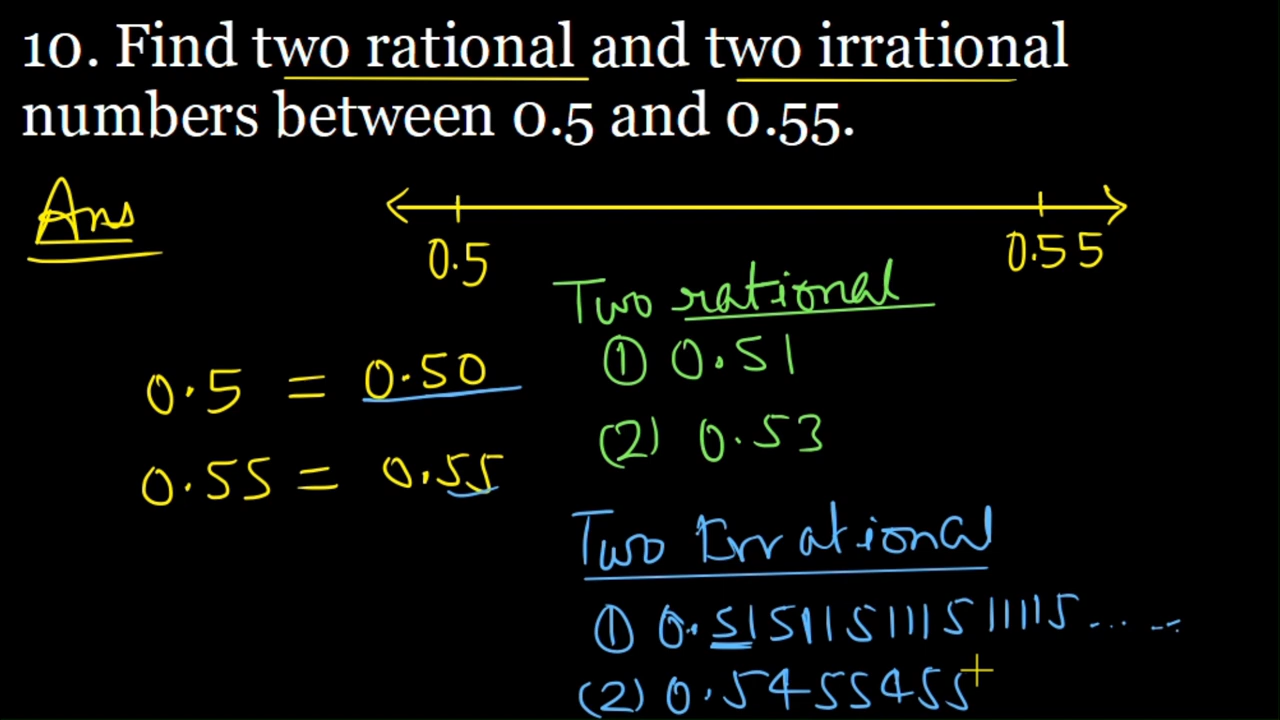 10. Find two rational and two irrational
numbers between 0.5 and 0.55.
Ans
0.5 0.55
Two rational
① 0.51
0.5 = 0.50
(2) 0.53
0.55 = 0.55
Two Irrational
① 0.515115111511115.... ..
(2) 0.5455455